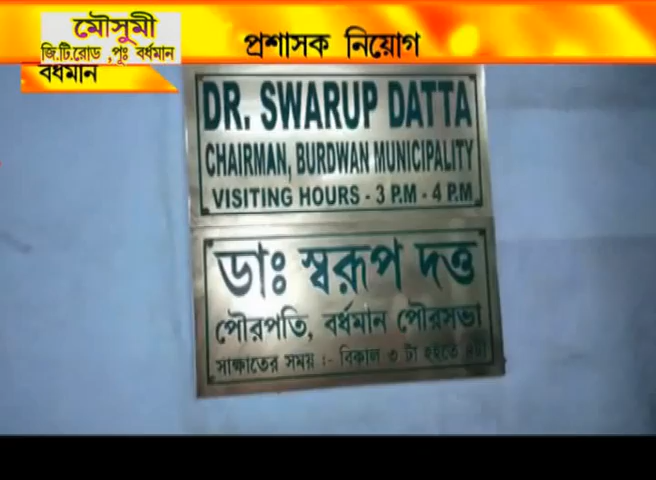 মৌসুমী
জি.টি.রোড ,পূঃ বর্ধমান
প্রশাসক নিয়োগ
বর্ধমান
DR. SWARUP DATTA
CHAIRMAN, BURDWAN MUNICIPALITY
VISITING HOURS - 3 P.M - 4 P.M
ডাঃ স্বরূপ দত্ত
পৌরপতি, বর্ধমান পৌরসভা
সাক্ষাতের সময় :- বিকাল ৩ টা হইতে ৪টা